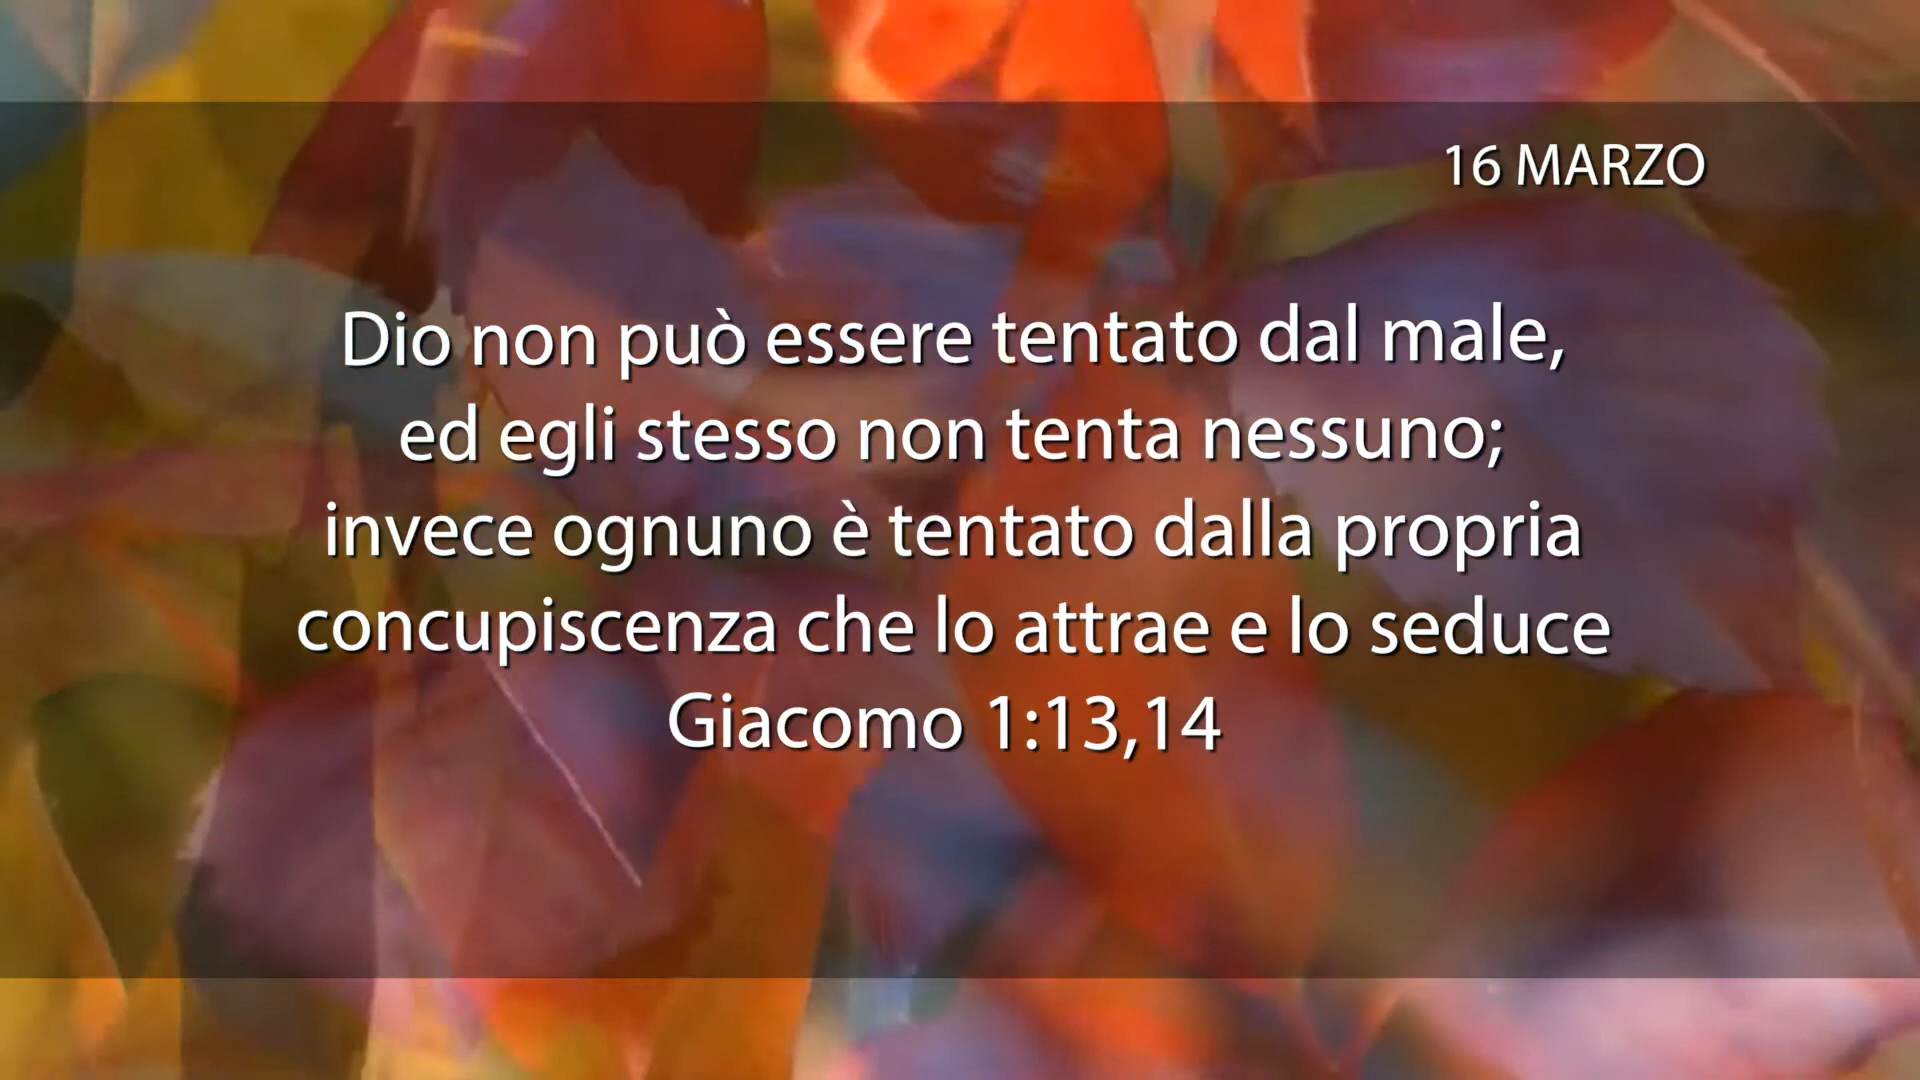 16 MARZO
Dio non può essere tentato dal male,
ed egli stesso non tenta nessuno;
invece ognuno è tentato dalla propria
concupiscenza che lo attrae e lo seduce
Giacomo 1:13,14